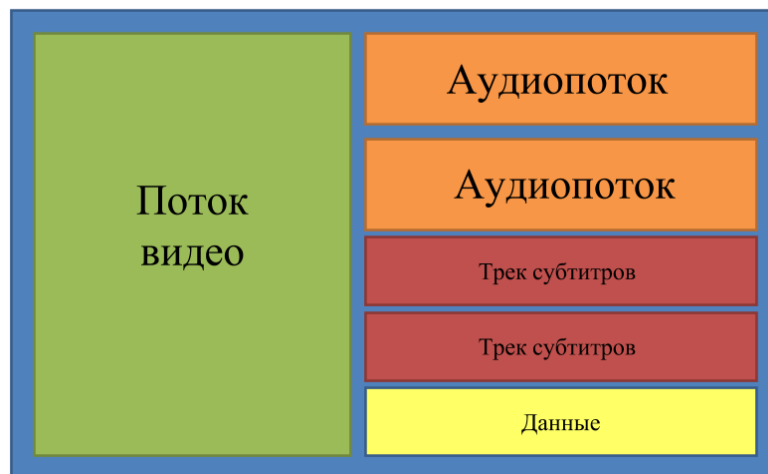 Поток
видео
Аудиопоток
Аудиопоток
Трек субтитров
Трек субтитров
Данные